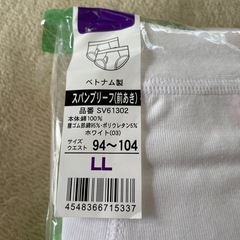 ベトナム製
スパンブリーフ(前あき)
品番 SV61302
本体:綿100%
腰ゴム部:綿95%・ポリウレタン5%
ホワイト(03)
サイズ
ウエスト 94〜104
LL
4548366715337